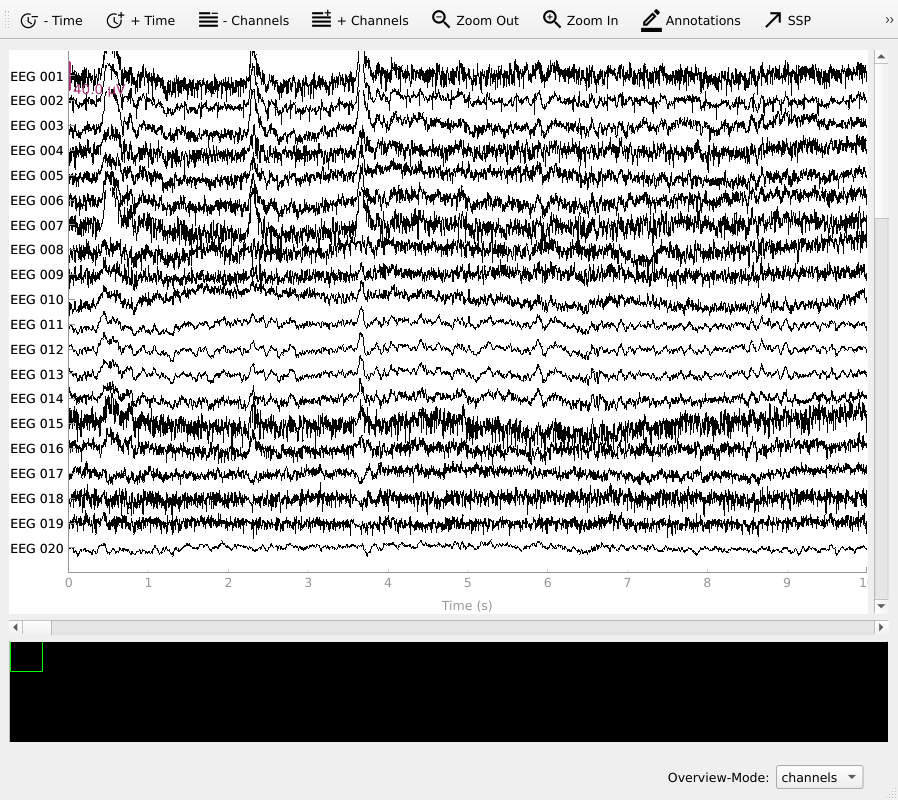 - Time + Time - Channels + Channels Zoom Out Zoom In Annotations SSP »
EEG 001
40.0 µV
EEG 002
EEG 003
EEG 004
EEG 005
EEG 006
EEG 007
EEG 008
EEG 009
EEG 010
EEG 011
EEG 012
EEG 013
EEG 014
EEG 015
EEG 016
EEG 017
EEG 018
EEG 019
EEG 020
0 1 2 3 4 5 6 7 8 9 1
Time (s)
Overview-Mode: channels